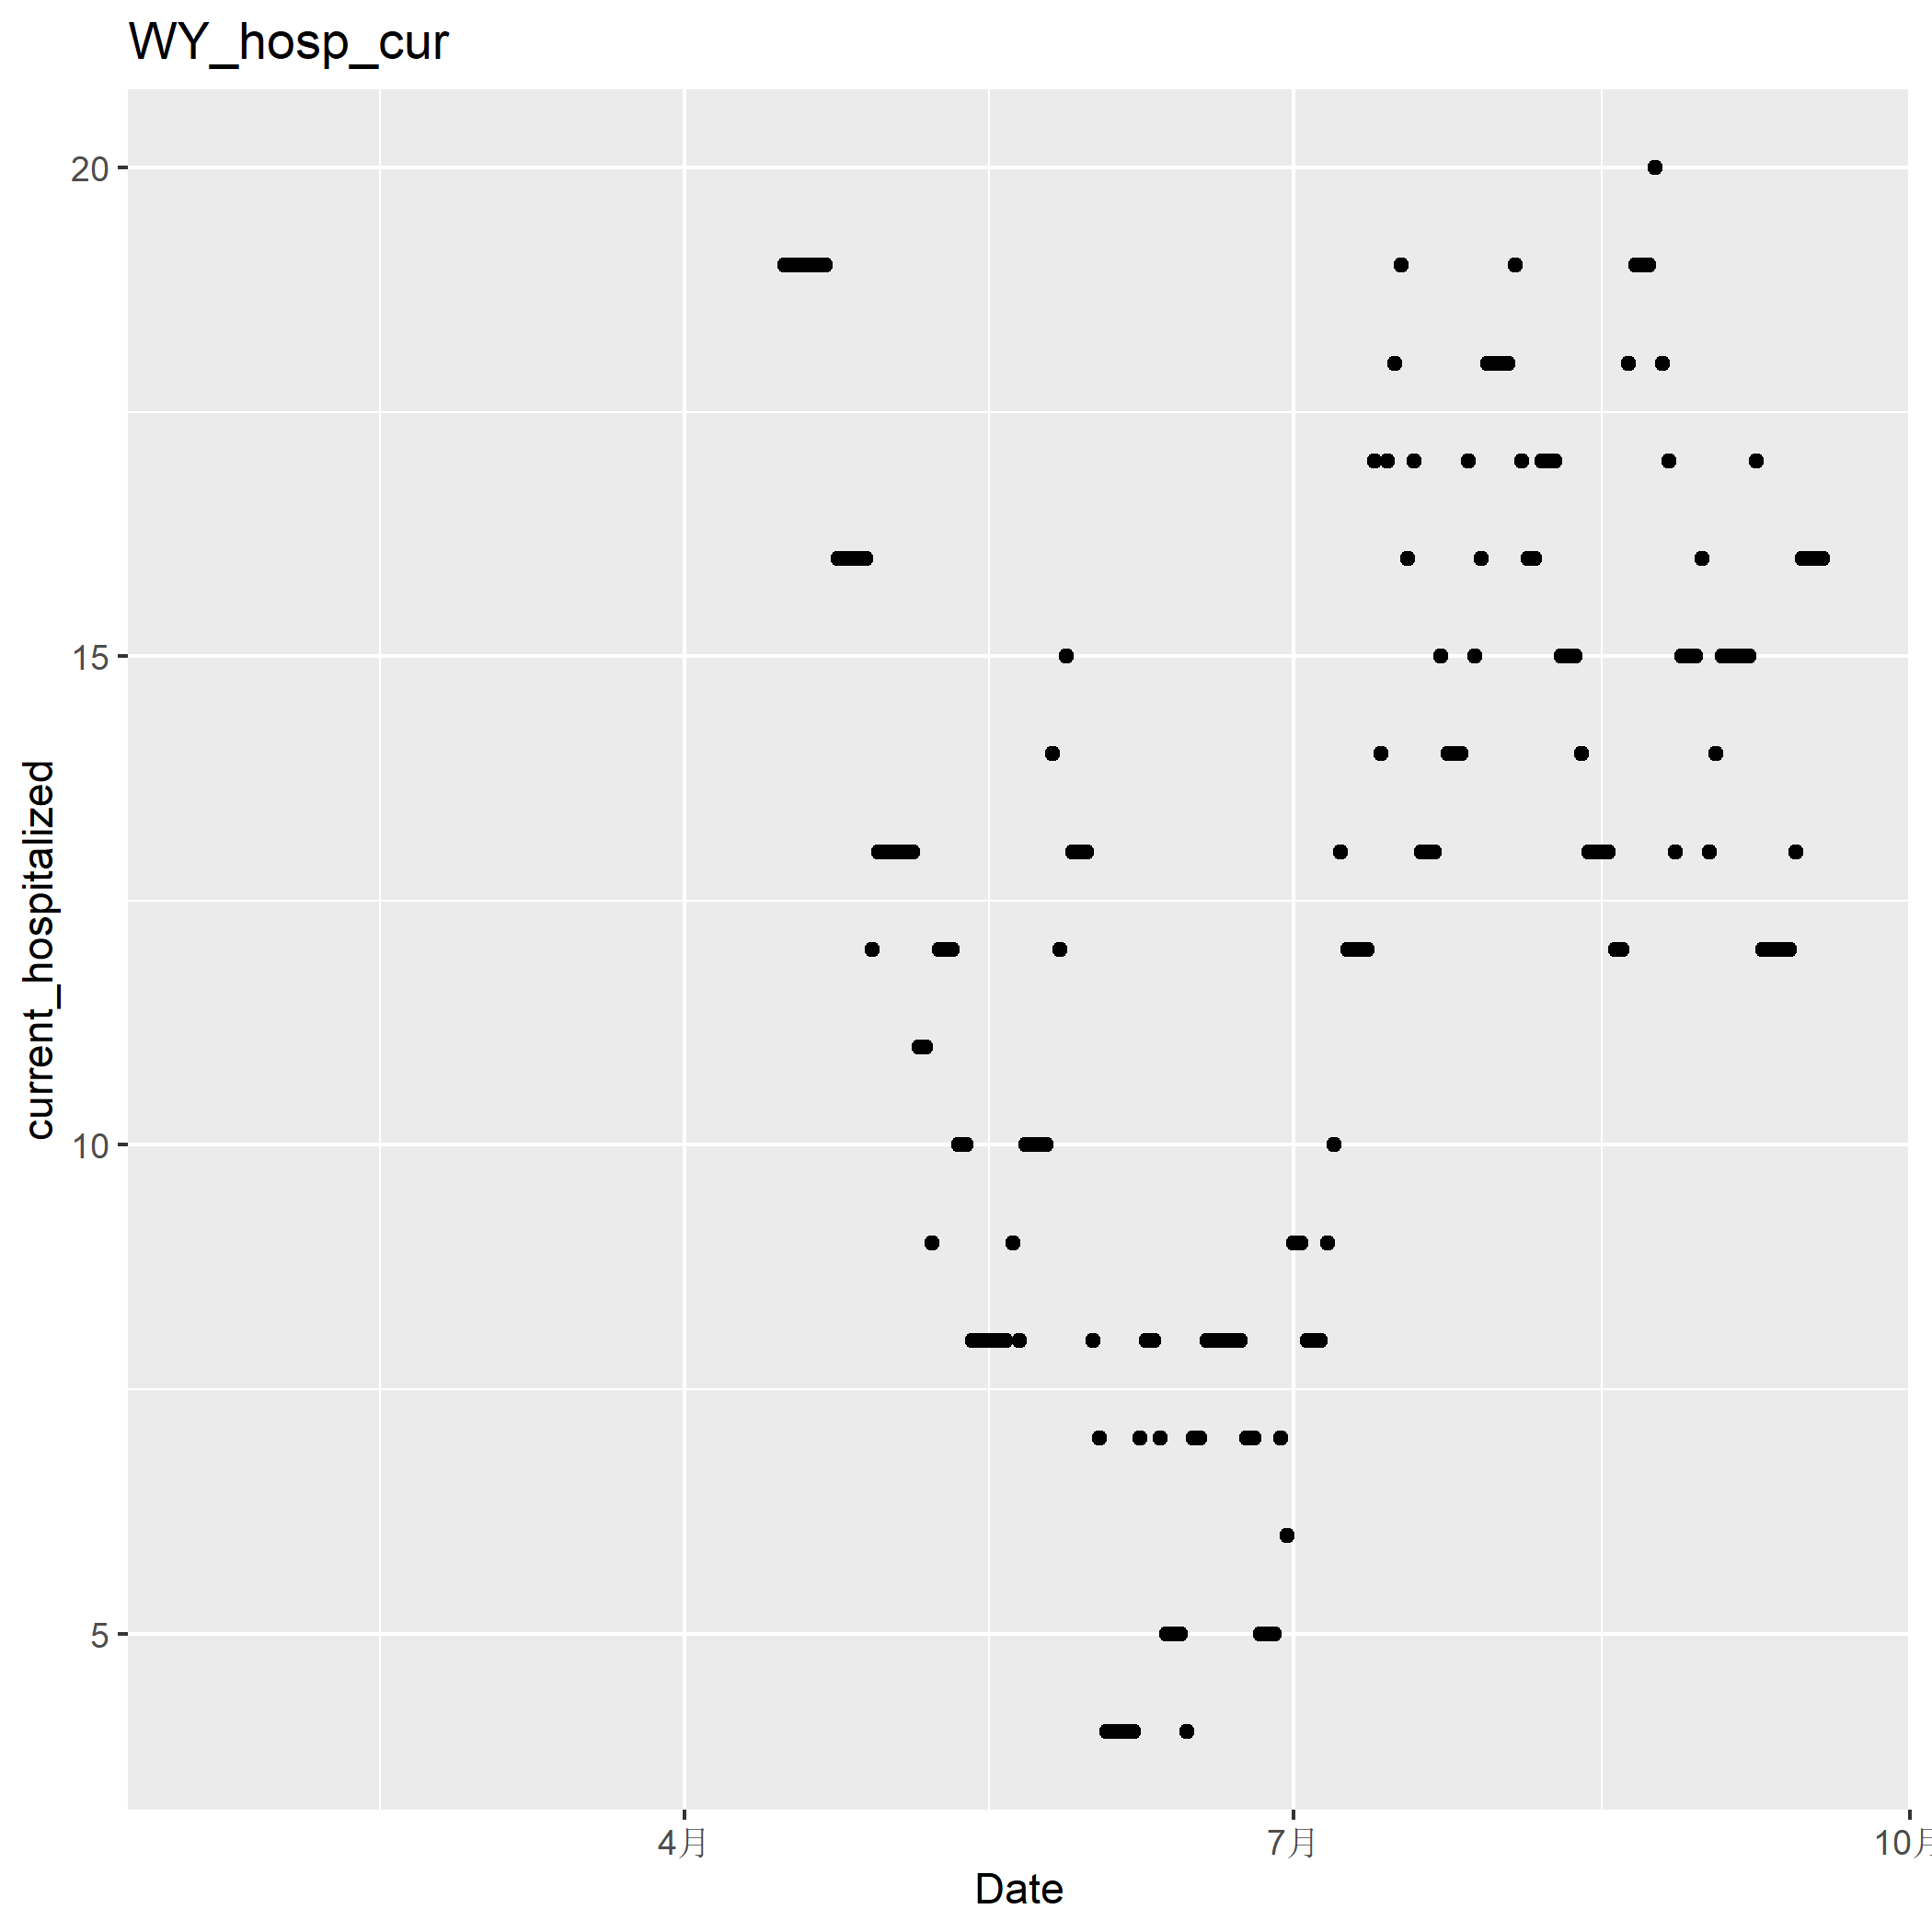 WY_hosp_cur
20
15
10
5
current_hospitalized
4月
7月
10月
Date